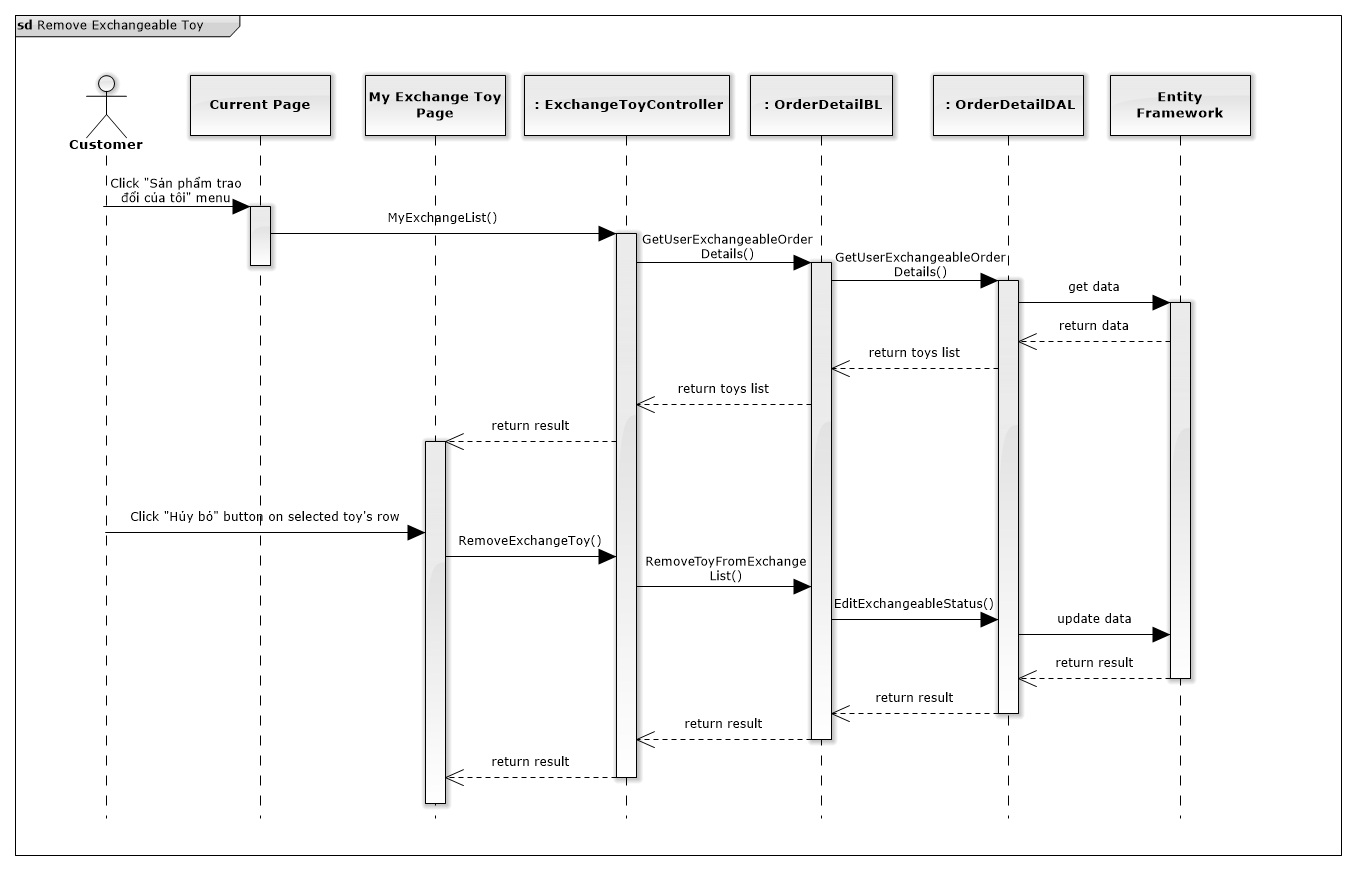 sd Remove Exchangeable Toy
Current Page
My Exchange Toy
Page
: ExchangeToyController
: OrderDetailBL
: OrderDetailDAL
Entity
Framework
Customer
Click "Sản phẩm trao
đổi của tôi" menu
MyExchangeList()
GetUserExchangeableOrder
Details()
GetUserExchangeableOrder
Details()
get data
return data
return toys list
return toys list
return result
Click "Hủy bỏ" button on selected toy's row
RemoveExchangeToy()
RemoveToyFromExchange
List()
EditExchangeableStatus()
update data
return result
return result
return result
return result